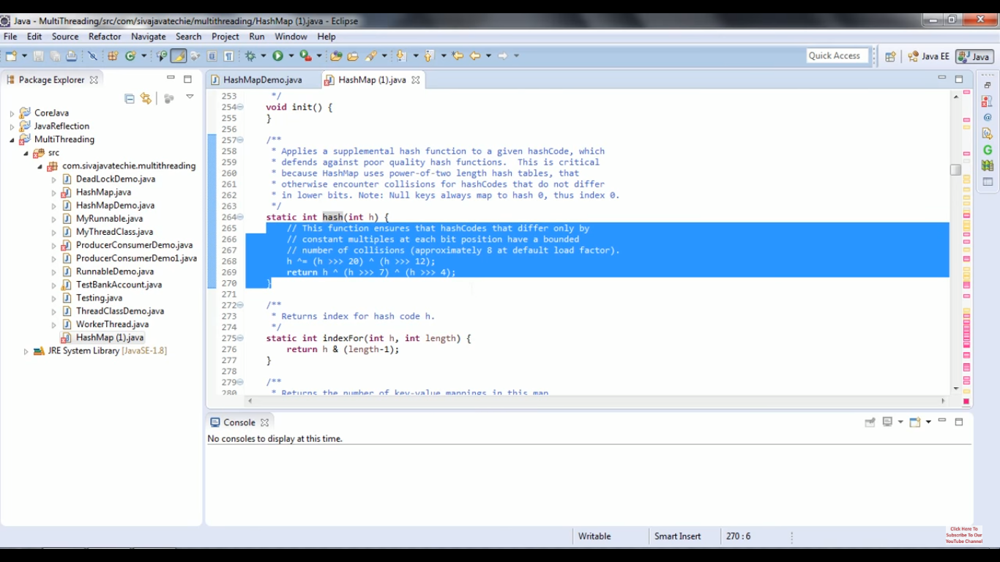 Java - MultiThreading/src/com/sivajavatechie/multithreading/HashMap (1).java - Eclipse
File Edit Source Refactor Navigate Search Project Run Window Help
Quick Access Java EE Java
Package Explorer
CoreJava
JavaReflection
MultiThreading
src
com.sivajavatechie.multithreading
DeadLockDemo.java
HashMap.java
HashMapDemo.java
MyRunnable.java
MyThreadClass.java
ProducerConsumerDemo.java
ProducerConsumerDemo1.java
RunnableDemo.java
TestBankAccount.java
Testing.java
ThreadClassDemo.java
WorkerThread.java
HashMap (1).java
JRE System Library [JavaSE-1.8]
HashMapDemo.java HashMap (1).java
253 */
254 void init() {
255 }
256
257 /**
258 * Applies a supplemental hash function to a given hashCode, which
259 * defends against poor quality hash functions.  This is critical
260 * because HashMap uses power-of-two length hash tables, that
261 * otherwise encounter collisions for hashCodes that do not differ
262 * in lower bits. Note: Null keys always map to hash 0, thus index 0.
263 */
264 static int hash(int h) {
265 // This function ensures that hashCodes that differ only by
266 // constant multiples at each bit position have a bounded
267 // number of collisions (approximately 8 at default load factor).
268 h ^= (h >>> 20) ^ (h >>> 12);
269 return h ^ (h >>> 7) ^ (h >>> 4);
270 }
271
272 /**
273 * Returns index for hash code h.
274 */
275 static int indexFor(int h, int length) {
276 return h & (length-1);
277 }
278
279 /**
280 * Returns the number of key-value mappings in this map
Console
No consoles to display at this time.
Writable Smart Insert 270 : 6
Click Here To
Subscribe To Our
YouTube Channel